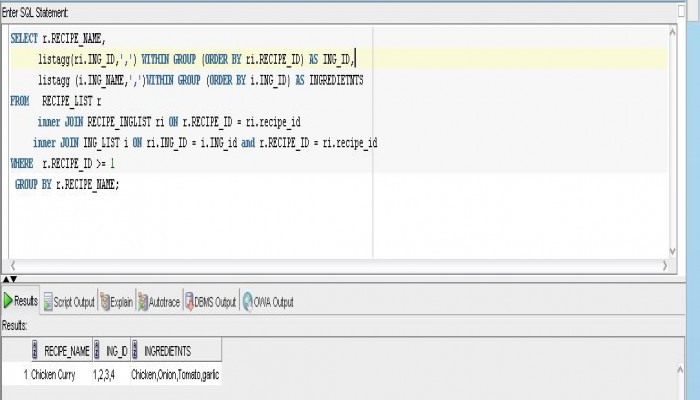 Enter SQL Statement:
SELECT r.RECIPE_NAME,
listagg(ri.ING_ID,',') WITHIN GROUP (ORDER BY ri.RECIPE_ID) AS ING_ID,
listagg (i.ING_NAME,',')WITHIN GROUP (ORDER BY i.ING_ID) AS INGREDIETNTS
FROM RECIPE_LIST r
inner JOIN RECIPE_INGLIST ri ON r.RECIPE_ID = ri.recipe_id
inner JOIN ING_LIST i ON ri.ING_ID = i.ING_id and r.RECIPE_ID = ri.recipe_id
WHERE r.RECIPE_ID >= 1
GROUP BY r.RECIPE_NAME;
Results Script Output Explain Autotrace DBMS Output OWA Output
Results:
RECIPE_NAME ING_ID INGREDIETNTS
1 Chicken Curry 1,2,3,4 Chicken,Onion,Tomato,garlic